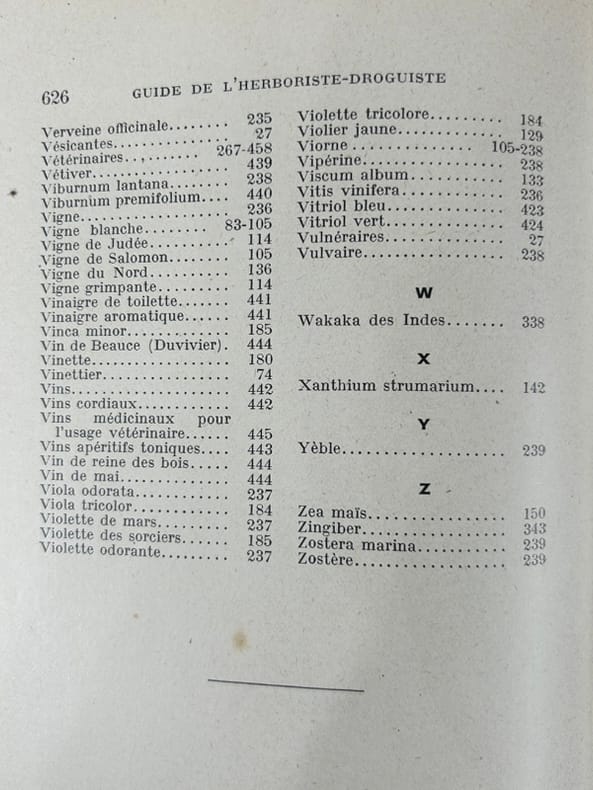 626 GUIDE DE L'HERBORISTE-DROGUISTE
Verveine officinale........ 235
Vésicantes............... 27
Vétérinaires.......... 267-458
Vétiver.................. 439
Viburnum lantana........ 238
Viburnum premifolium.... 440
Vigne.................... 236
Vigne blanche........ 83-105
Vigne de Judée.......... 114
Vigne de Salomon........ 105
Vigne du Nord.......... 136
Vigne grimpante......... 114
Vinaigre de toilette....... 441
Vinaigre aromatique...... 441
Vinca minor............. 185
Vin de Beauce (Duvivier). 444
Vinette.................. 180
Vinettier................. 74
Vins..................... 442
Vins cordiaux............ 442
Vins médicinaux pour
l'usage vétérinaire...... 445
Vins apéritifs toniques.... 443
Vin de reine des bois..... 444
Vin de mai.............. 444
Viola odorata............ 237
Viola tricolor............ 184
Violette de mars......... 237
Violette des sorciers...... 185
Violette odorante......... 237
Violette tricolore......... 184
Violier jaune............. 129
Viorne .............. 105-238
Vipérine................. 238
Viscum album............ 133
Vitis vinifera............ 236
Vitriol bleu.............. 423
Vitriol vert.............. 424
Vulnéraires.............. 27
Vulvaire................. 238
W
Wakaka des Indes....... 338
X
Xanthium strumarium.... 142
Y
Yèble.................... 239
Z
Zea maïs................ 150
Zingiber................. 343
Zostera marina........... 239
Zostère.................. 239